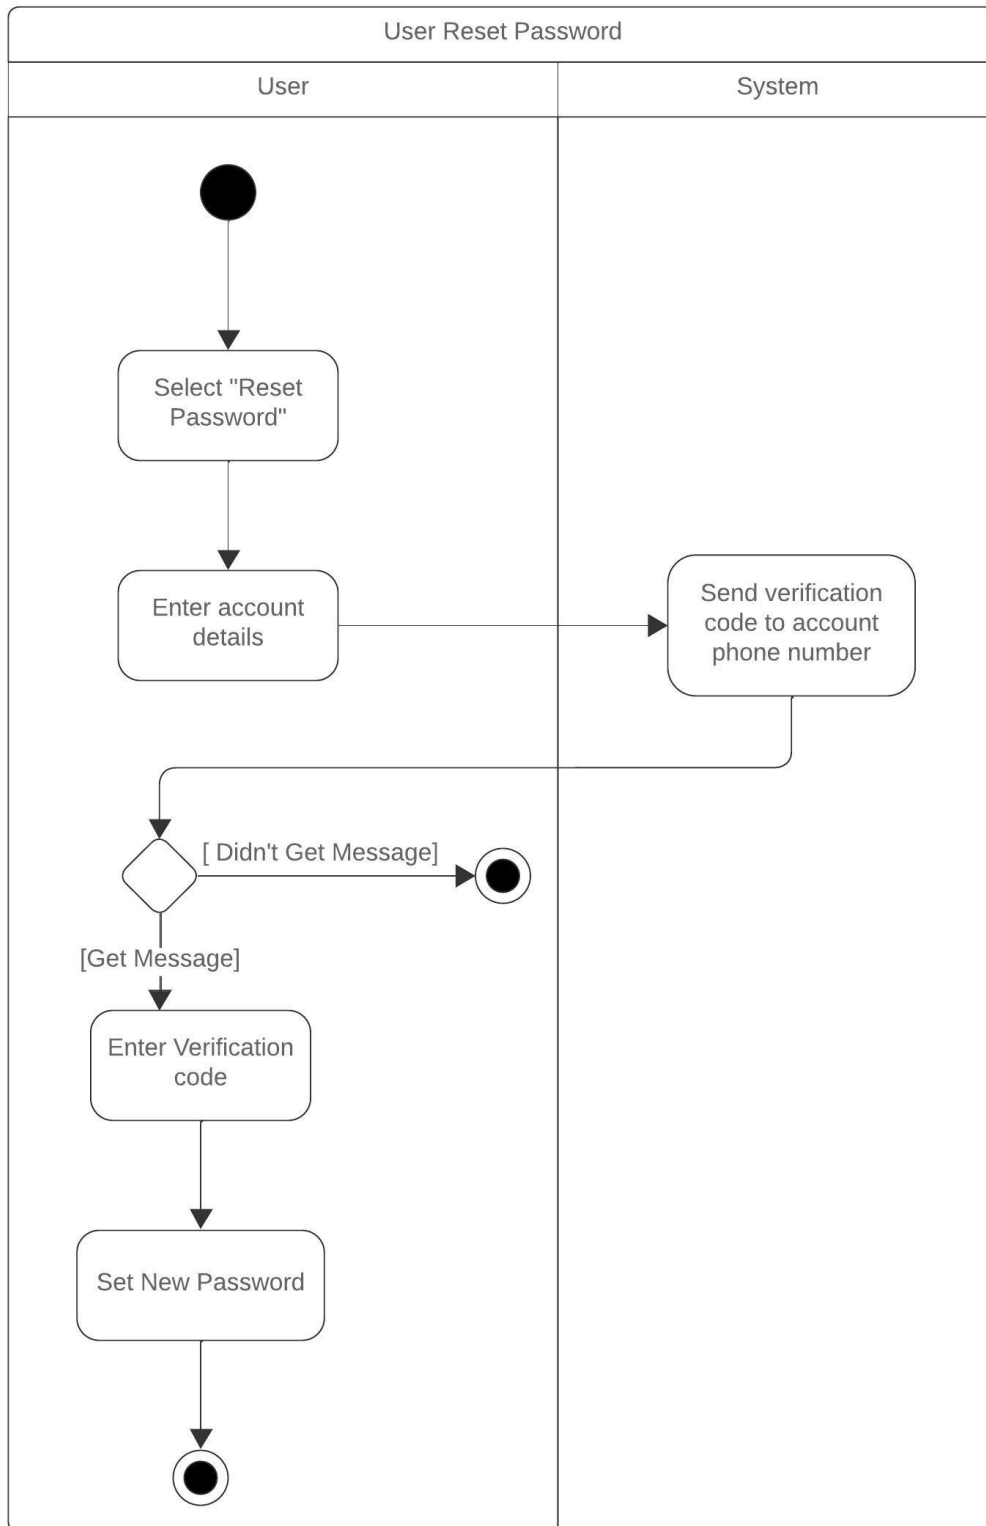 User Reset Password
User
System
Select "Reset
Password"
Enter account
details
Send verification
code to account
phone number
[ Didn't Get Message]
[Get Message]
Enter Verification
code
Set New Password